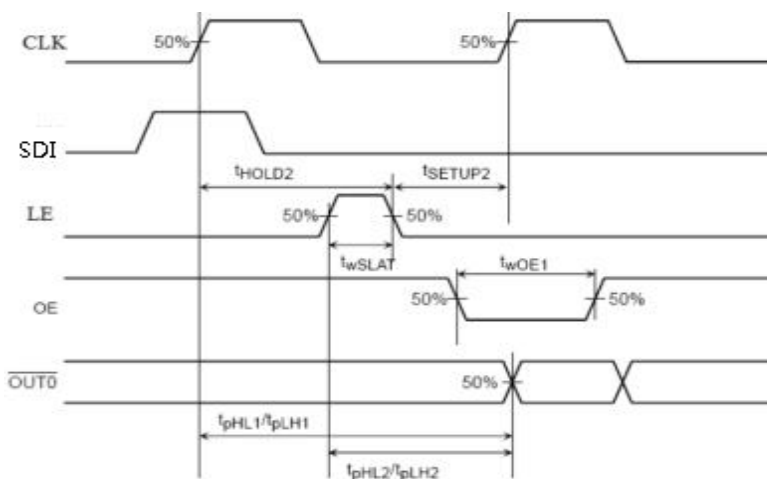 CLK
50%
50%
SDI
tHOLD2
tSETUP2
LE
50%
50%
twSLAT
twOE1
OE
50%
50%
OUT0
50%
tpHL1/tpLH1
tpHL2/tpLH2